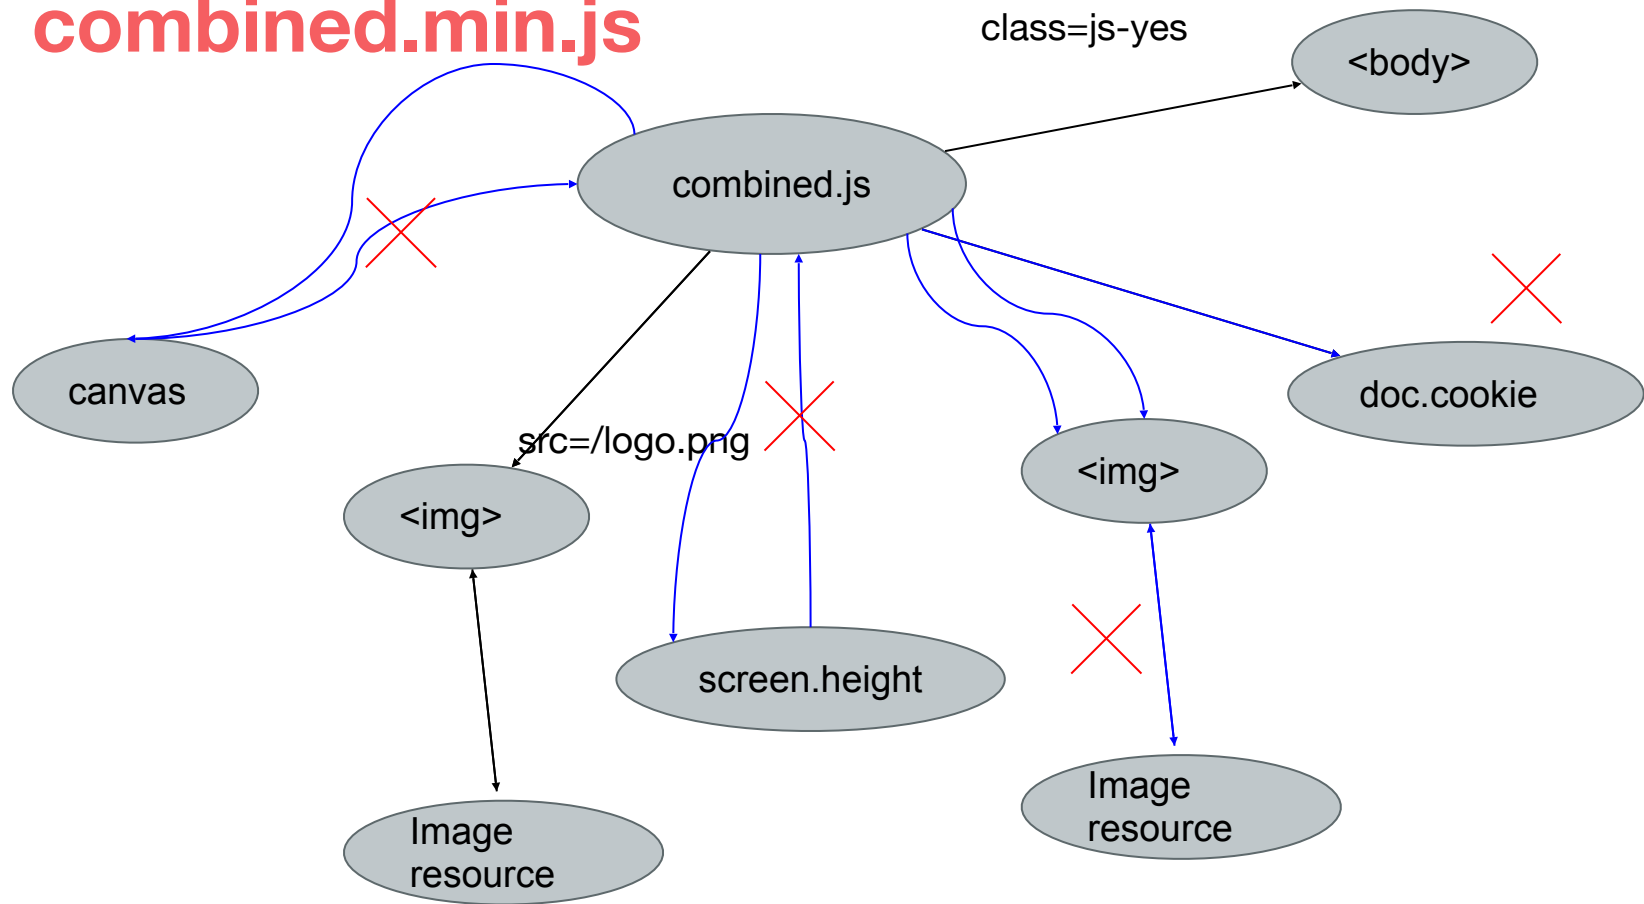 combined.min.js
class=js-yes
<body>
combined.js
canvas
doc.cookie
src=/logo.png
<img>
<img>
screen.height
Image
resource
Image
resource